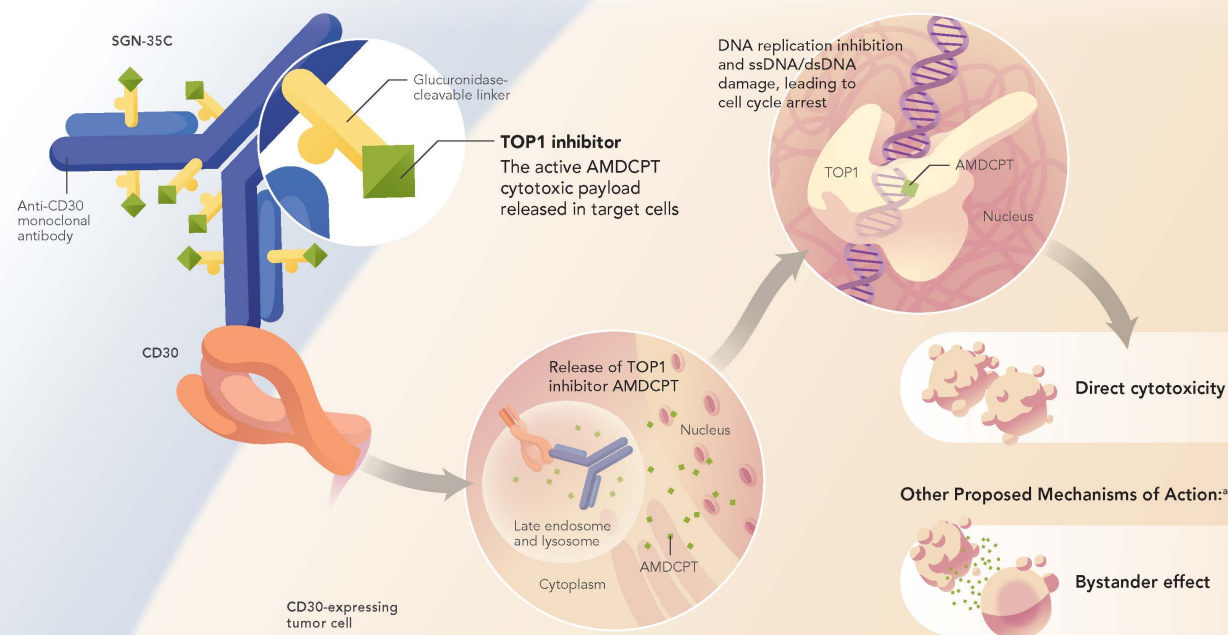 SGN-35C
Glucuronidase-
cleavable linker
TOP1 inhibitor
The active AMDCPT
cytotoxic payload
released in target cells
Anti-CD30
monoclonal
antibody
CD30
CD30-expressing
tumor cell
Release of TOP1
inhibitor AMDCPT
Nucleus
Late endosome
and lysosome
AMDCPT
Cytoplasm
DNA replication inhibition
and ssDNA/dsDNA
damage, leading to
cell cycle arrest
TOP1
AMDCPT
Nucleus
Direct cytotoxicity
Other Proposed Mechanisms of Action:ᵃ
Bystander effect